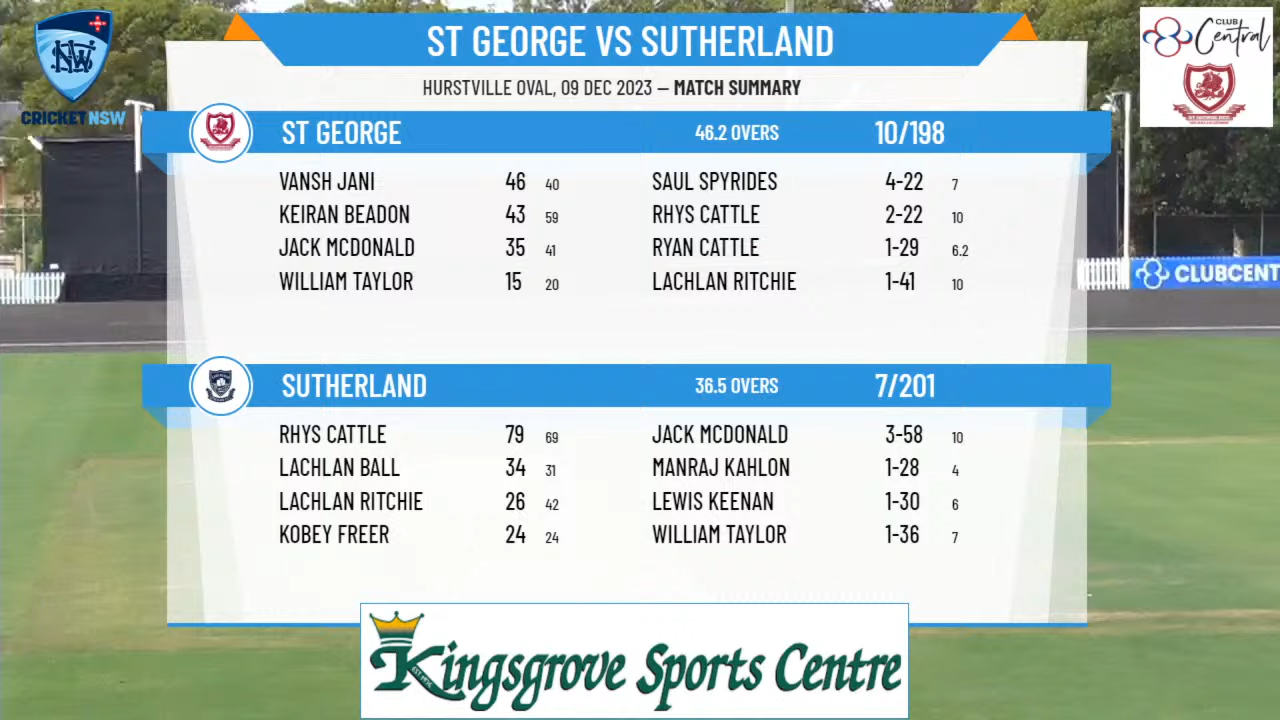 ST GEORGE VS SUTHERLAND
HURSTVILLE OVAL, 09 DEC 2023 – MATCH SUMMARY
CRICKET NSW
CLUB
Central
ST GEORGE 46.2 OVERS 10/198
VANSH JANI 46 40 SAUL SPYRIDES 4-22 7
KEIRAN BEADON 43 59 RHYS CATTLE 2-22 10
JACK MCDONALD 35 41 RYAN CATTLE 1-29 6.2
WILLIAM TAYLOR 15 20 LACHLAN RITCHIE 1-41 10
CLUBCENT
SUTHERLAND 36.5 OVERS 7/201
RHYS CATTLE 79 69 JACK MCDONALD 3-58 10
LACHLAN BALL 34 31 MANRAJ KAHLON 1-28 4
LACHLAN RITCHIE 26 42 LEWIS KEENAN 1-30 6
KOBEY FREER 24 24 WILLIAM TAYLOR 1-36 7
Kingsgrove Sports Centre